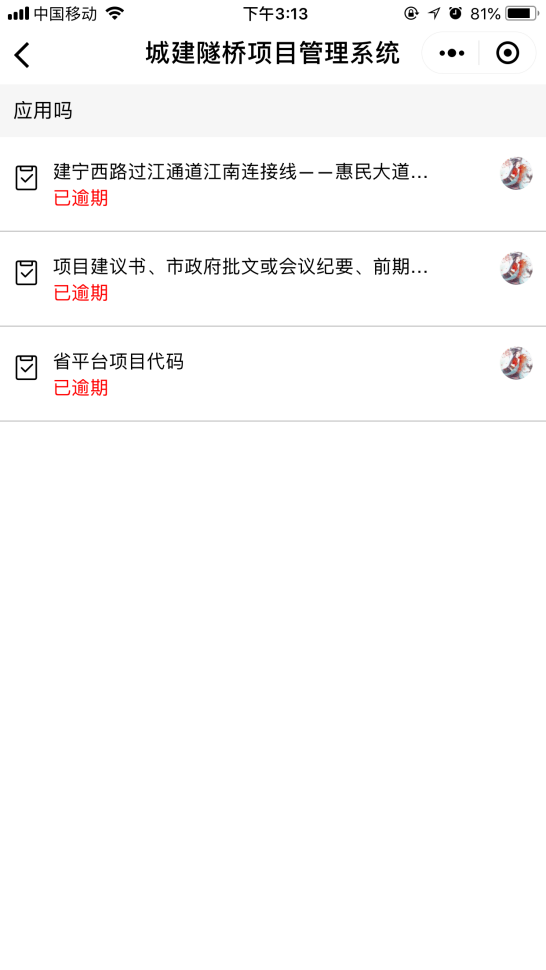 中国移动 下午3:13 81%
城建隧桥项目管理系统
应用吗
建宁西路过江通道江南连接线——惠民大道...
已逾期
项目建议书、市政府批文或会议纪要、前期...
已逾期
省平台项目代码
已逾期